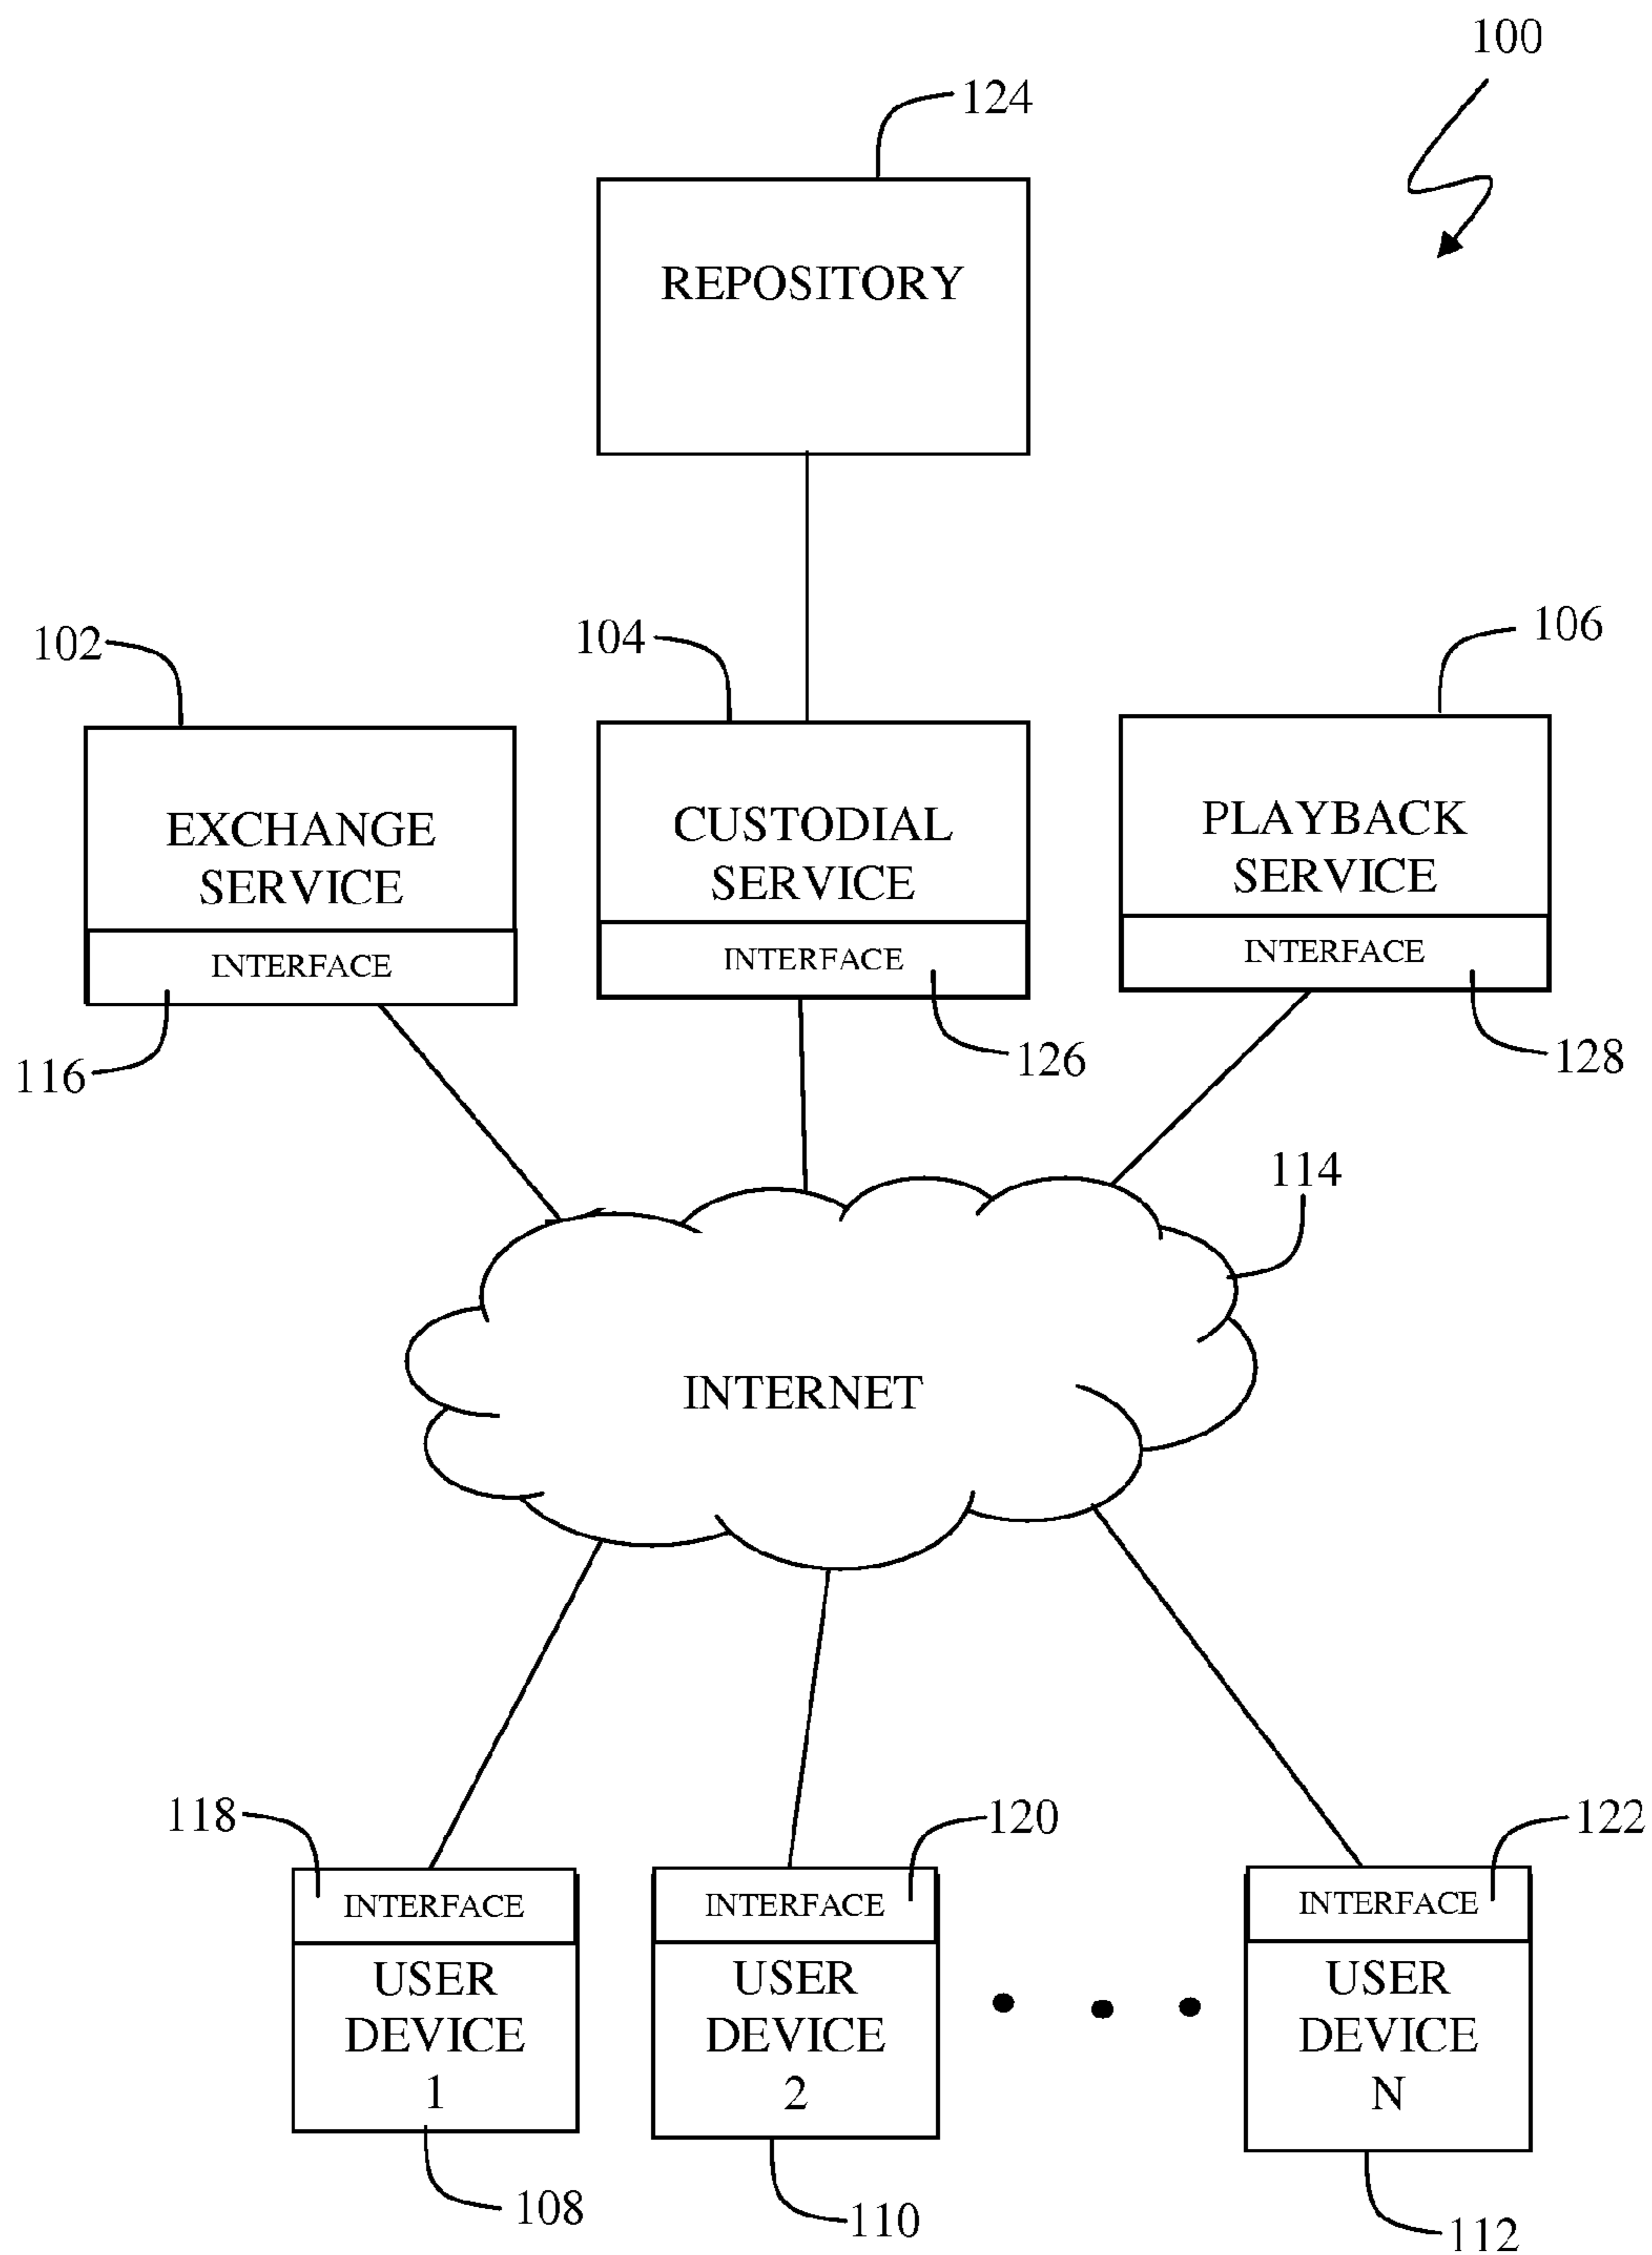 100
124
REPOSITORY
102
104
106
EXCHANGE
SERVICE
INTERFACE
CUSTODIAL
SERVICE
INTERFACE
PLAYBACK
SERVICE
INTERFACE
116
126
128
114
INTERNET
118
120
122
INTERFACE
USER
DEVICE
1
INTERFACE
USER
DEVICE
2
INTERFACE
USER
DEVICE
N
108
110
112